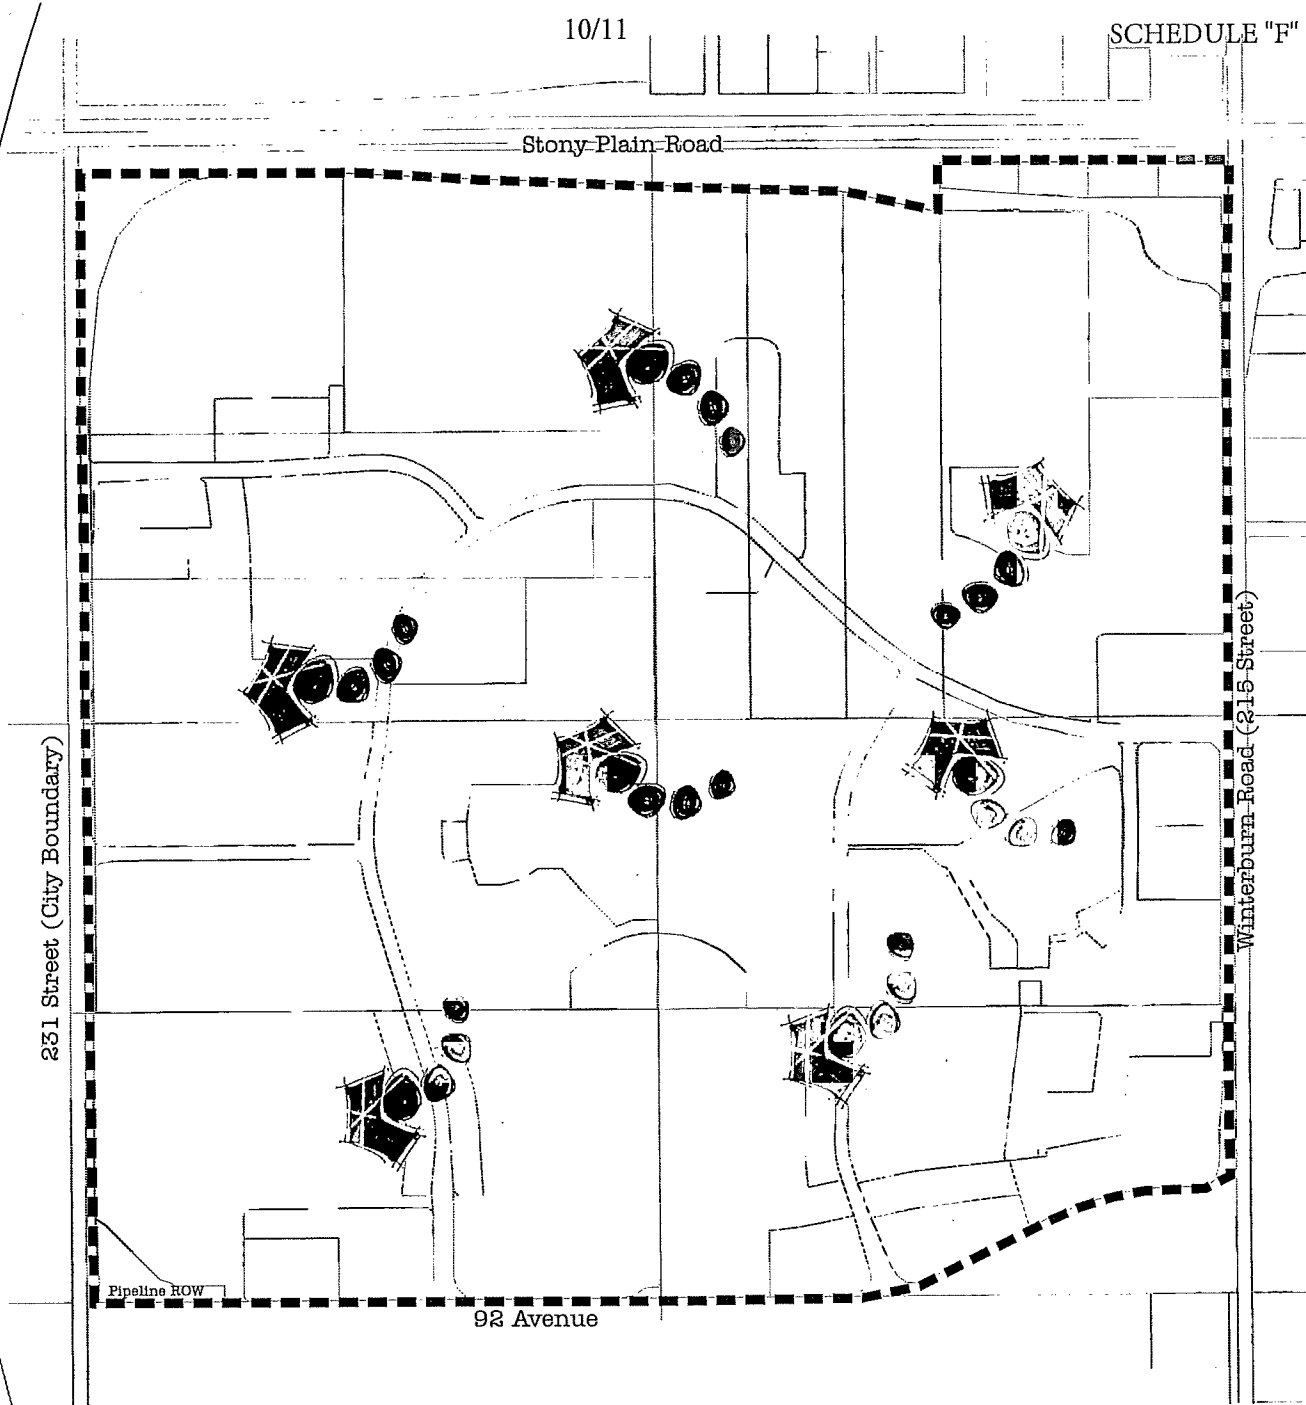 10/11
SCHEDULE "F"
Stony Plain Road
231 Street (City Boundary)
Winterburn Road (215 Street)
Pipeline ROW
92 Avenue